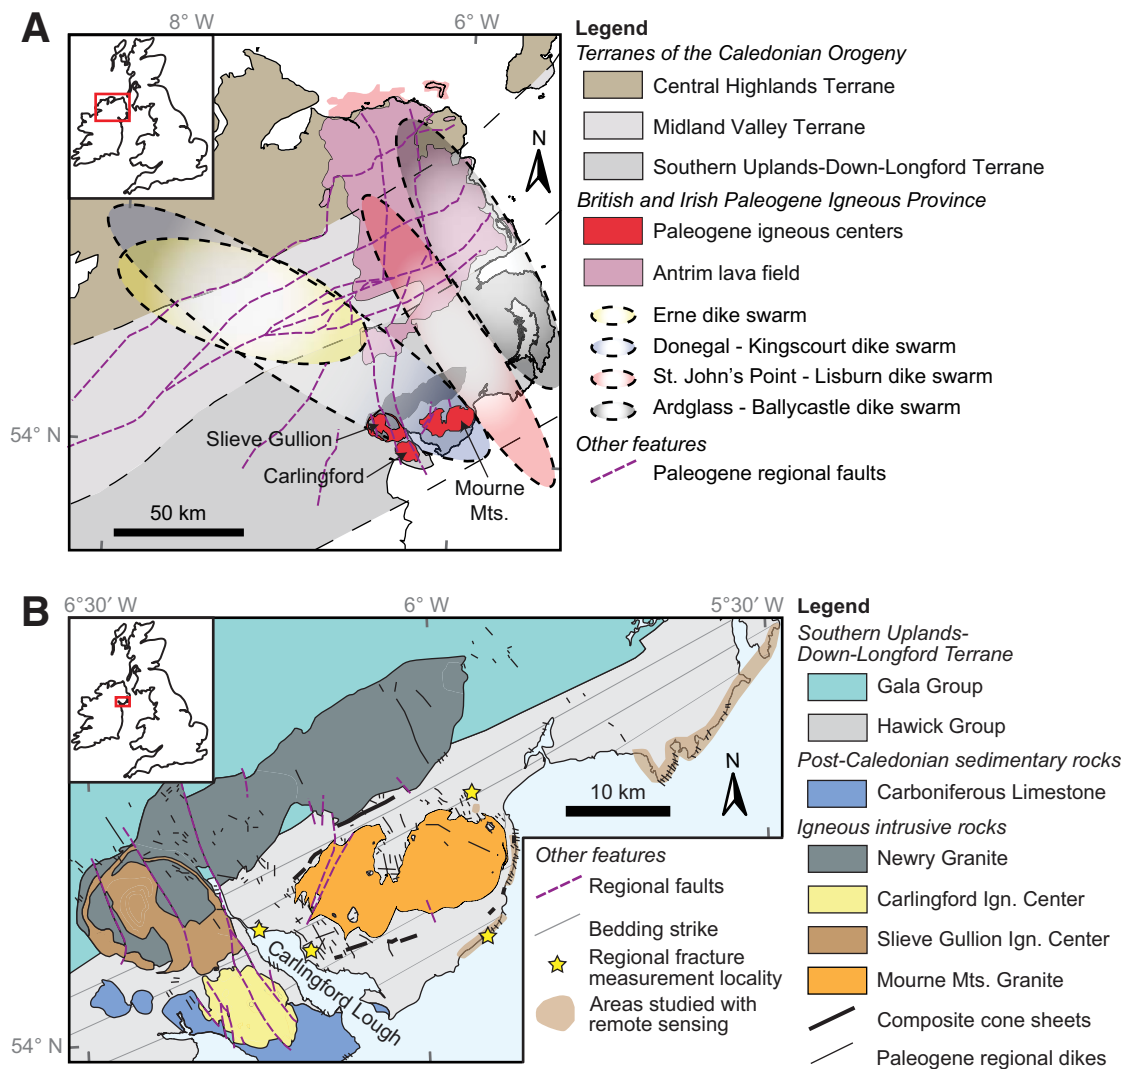 A
8° W
6° W
N
54° N
Slieve Gullion
Carlingford
Mourne
Mts.
50 km
Legend
Terranes of the Caledonian Orogeny
Central Highlands Terrane
Midland Valley Terrane
Southern Uplands-Down-Longford Terrane
British and Irish Paleogene Igneous Province
Paleogene igneous centers
Antrim lava field
Erne dike swarm
Donegal - Kingscourt dike swarm
St. John's Point - Lisburn dike swarm
Ardglass - Ballycastle dike swarm
Other features
Paleogene regional faults
B
6°30′ W
6° W
5°30′ W
N
10 km
Carlingford Lough
54° N
Other features
Regional faults
Bedding strike
Regional fracture
measurement locality
Areas studied with
remote sensing
Legend
Southern Uplands-
Down-Longford Terrane
Gala Group
Hawick Group
Post-Caledonian sedimentary rocks
Carboniferous Limestone
Igneous intrusive rocks
Newry Granite
Carlingford Ign. Center
Slieve Gullion Ign. Center
Mourne Mts. Granite
Composite cone sheets
Paleogene regional dikes